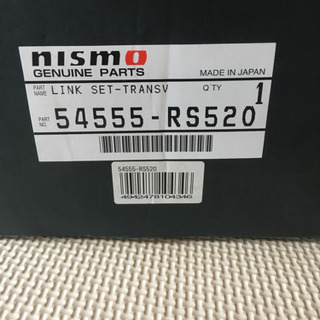 nismo
GENUINE PARTS
MADE IN JAPAN
PART NAME LINK SET-TRANSV Q'TY 1
PART NO. 54555-RS520
54555-RS520
4942478104346